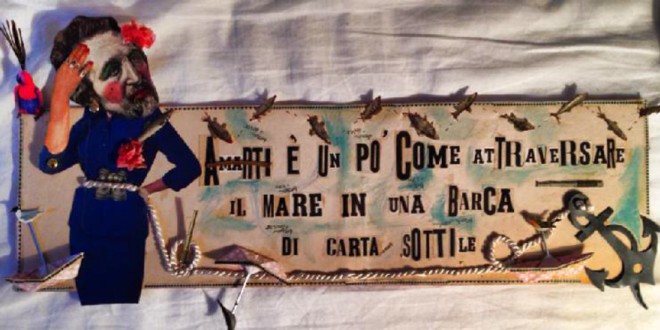 AMARTI È UN PO' COME ATTRAVERSARE
IL MARE IN UNA BARCA
DI CARTA SOTTILE